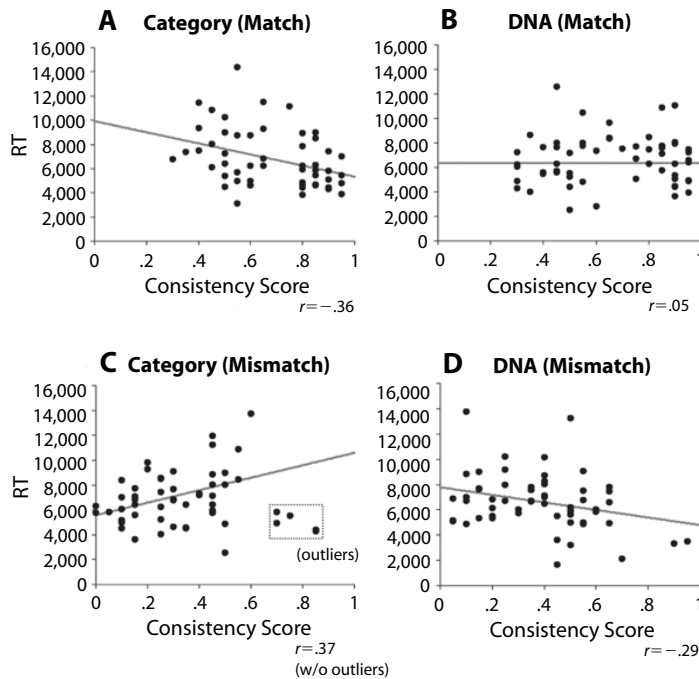 A Category (Match)
16,000
14,000
12,000
10,000
8,000
6,000
4,000
2,000
0
RT
0 .2 .4 .6 .8 1
Consistency Score
r=−.36
B DNA (Match)
16,000
14,000
12,000
10,000
8,000
6,000
4,000
2,000
0
0 .2 .4 .6 .8 1
Consistency Score
r=.05
C Category (Mismatch)
16,000
14,000
12,000
10,000
8,000
6,000
4,000
2,000
0
RT
(outliers)
0 .2 .4 .6 .8 1
Consistency Score
r=.37
(w/o outliers)
D DNA (Mismatch)
16,000
14,000
12,000
10,000
8,000
6,000
4,000
2,000
0
0 .2 .4 .6 .8 1
Consistency Score
r=−.29